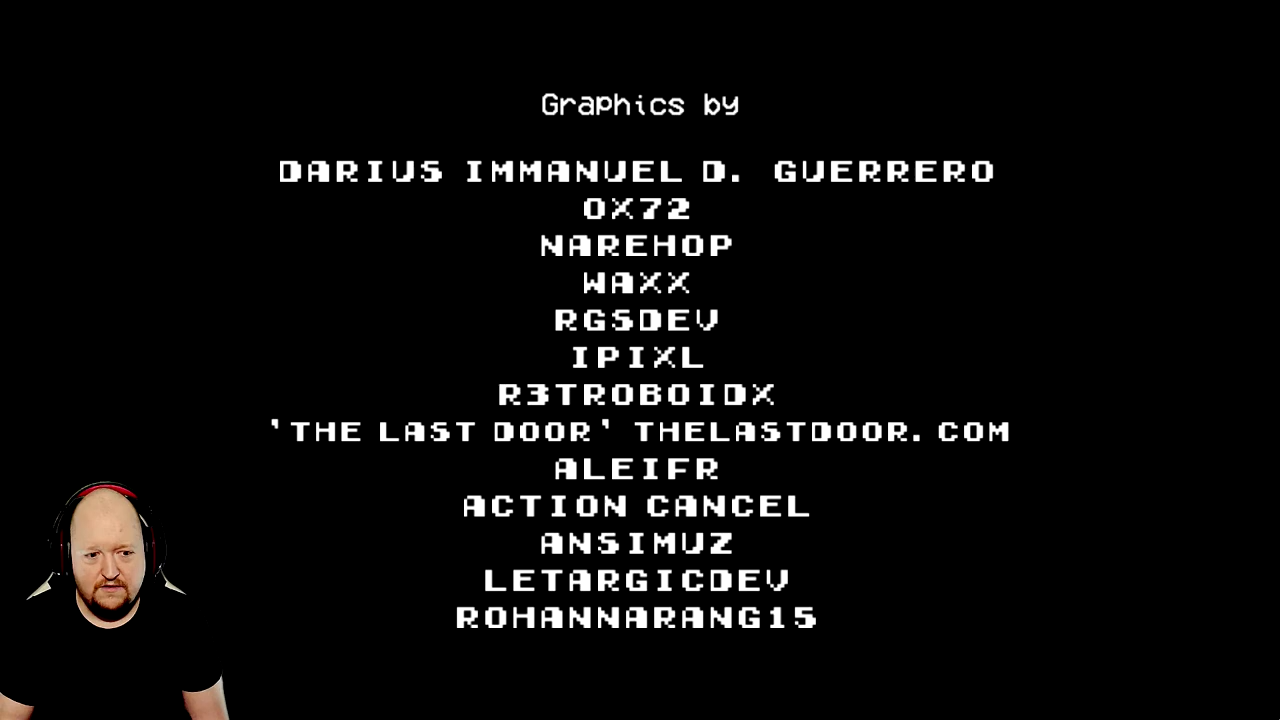 Graphics by
DARIUS IMMANUEL D. GUERRERO
0X72
NAREHOP
WAXX
RGSDEV
IPIXL
R3TROBOIDX
'THE LAST DOOR' THELASTDOOR.COM
ALEIFR
ACTION CANCEL
ANSIMUZ
LETARGICDEV
ROHANNARANG15